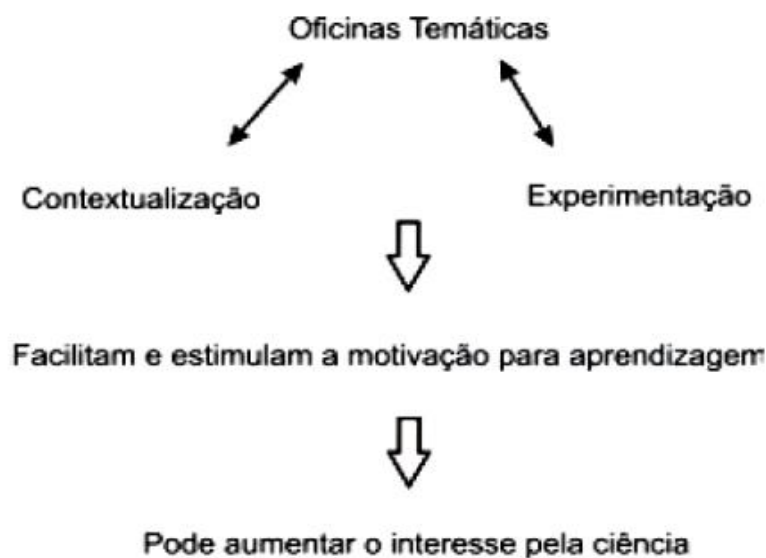 Oficinas Temáticas
Contextualização
Experimentação
Facilitam e estimulam a motivação para aprendizagem
Pode aumentar o interesse pela ciência